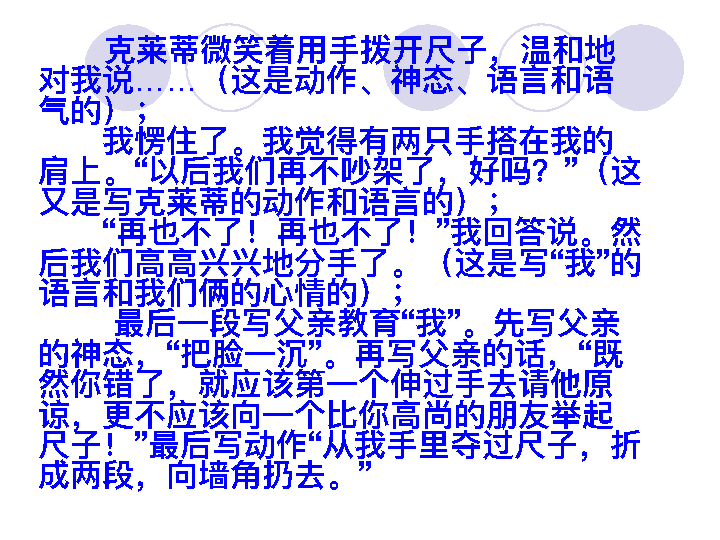 克莱蒂微笑着用手拨开尺子，温和地
对我说……（这是动作、神态、语言和语
气的）；
我愣住了。我觉得有两只手搭在我的
肩上。“以后我们再不吵架了，好吗？”（这
又是写克莱蒂的动作和语言的）；
“再也不了！再也不了！”我回答说。然
后我们高高兴兴地分手了。（这是写“我”的
语言和我们俩的心情的）；
最后一段写父亲教育“我”。先写父亲
的神态，“把脸一沉”。再写父亲的话，“既
然你错了，就应该第一个伸过手去请他原
谅，更不应该向一个比你高尚的朋友举起
尺子！”最后写动作“从我手里夺过尺子，折
成两段，向墙角扔去。”